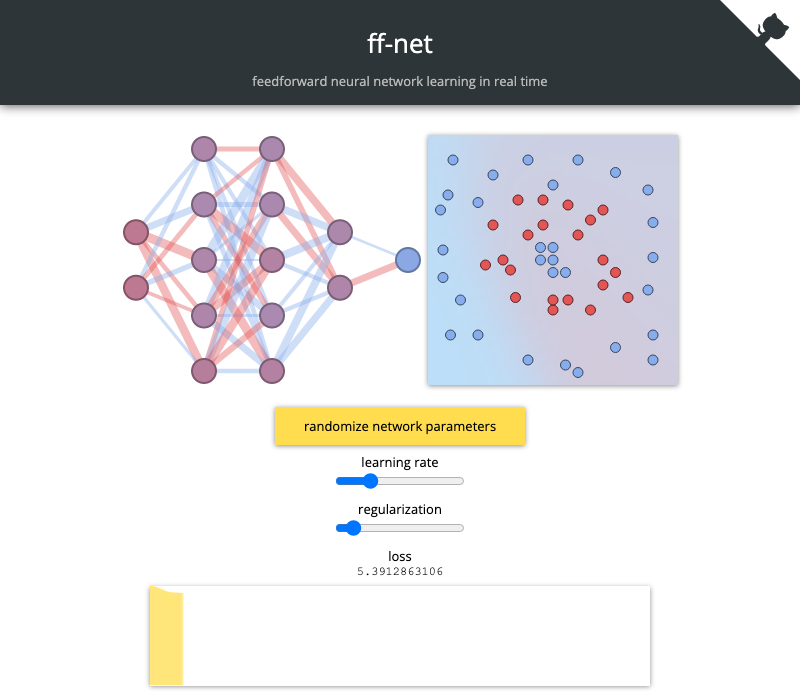 ff-net
feedforward neural network learning in real time
randomize network parameters
learning rate
regularization
loss
5.3912863106